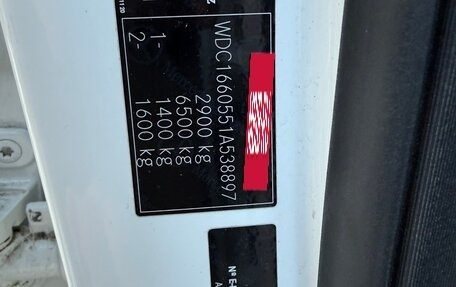 WDC1660551A538897
2900 kg
6500 kg
1- 1400 kg
2- 1600 kg